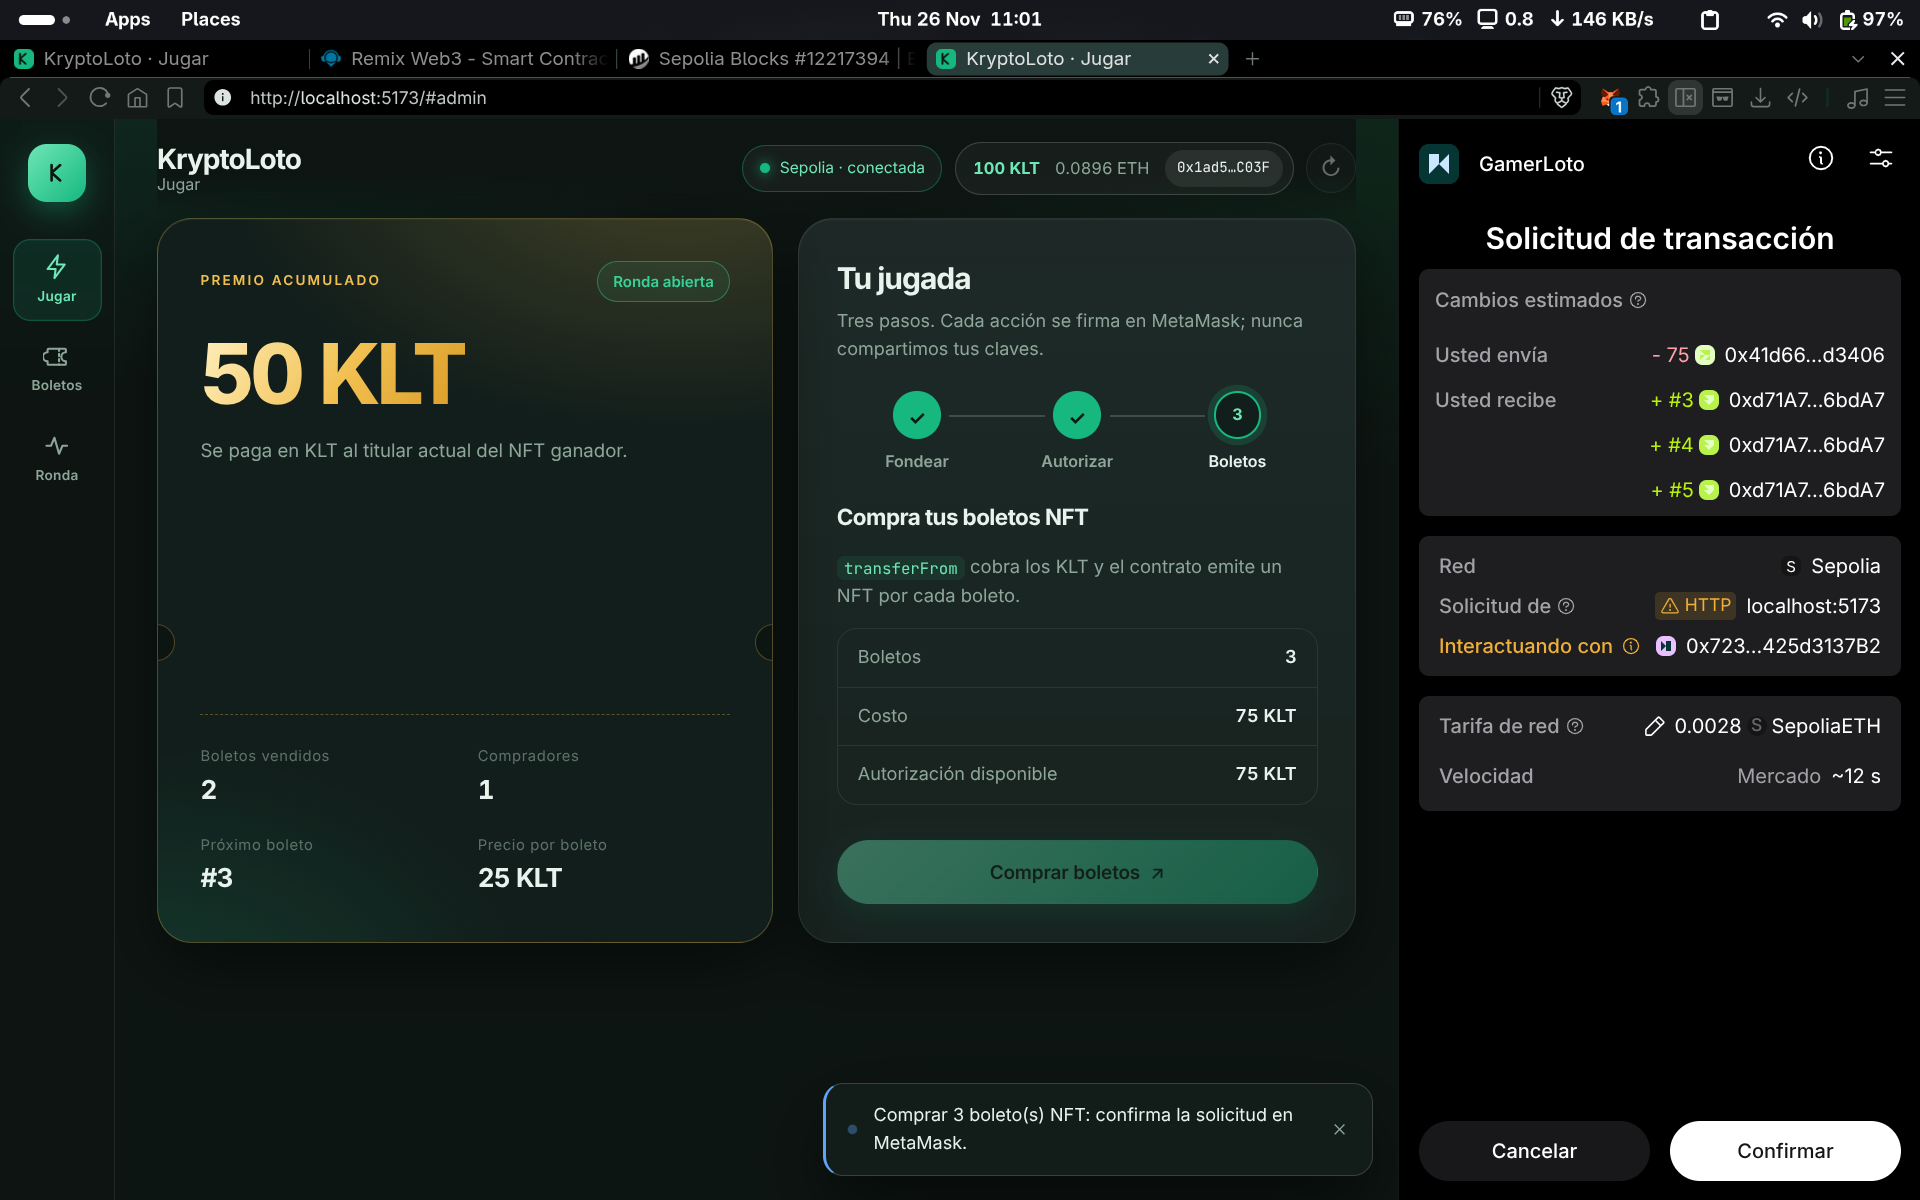 Apps Places
Thu 26 Nov 11:01
76% 0.8 146 KB/s 97%
KryptoLoto · Jugar
Remix Web3 - Smart Contrac
Sepolia Blocks #12217394
KryptoLoto · Jugar
http://localhost:5173/#admin
1
K
Jugar
Boletos
Ronda
KryptoLoto
Jugar
Sepolia · conectada
100 KLT 0.0896 ETH 0x1ad5…C03F
PREMIO ACUMULADO
Ronda abierta
50 KLT
Se paga en KLT al titular actual del NFT ganador.
Boletos vendidos
2
Compradores
1
Próximo boleto
#3
Precio por boleto
25 KLT
Tu jugada
Tres pasos. Cada acción se firma en MetaMask; nunca
compartimos tus claves.
3
Fondear
Autorizar
Boletos
Compra tus boletos NFT
transferFrom cobra los KLT y el contrato emite un
NFT por cada boleto.
Boletos 3
Costo 75 KLT
Autorización disponible 75 KLT
Comprar boletos ↗
Comprar 3 boleto(s) NFT: confirma la solicitud en
MetaMask.
GamerLoto
Solicitud de transacción
Cambios estimados
Usted envía - 75 0x41d66...d3406
Usted recibe + #3 0xd71A7...6bdA7
+ #4 0xd71A7...6bdA7
+ #5 0xd71A7...6bdA7
Red S Sepolia
Solicitud de HTTP localhost:5173
Interactuando con 0x723...425d3137B2
Tarifa de red 0.0028 S SepoliaETH
Velocidad Mercado ~12 s
Cancelar
Confirmar